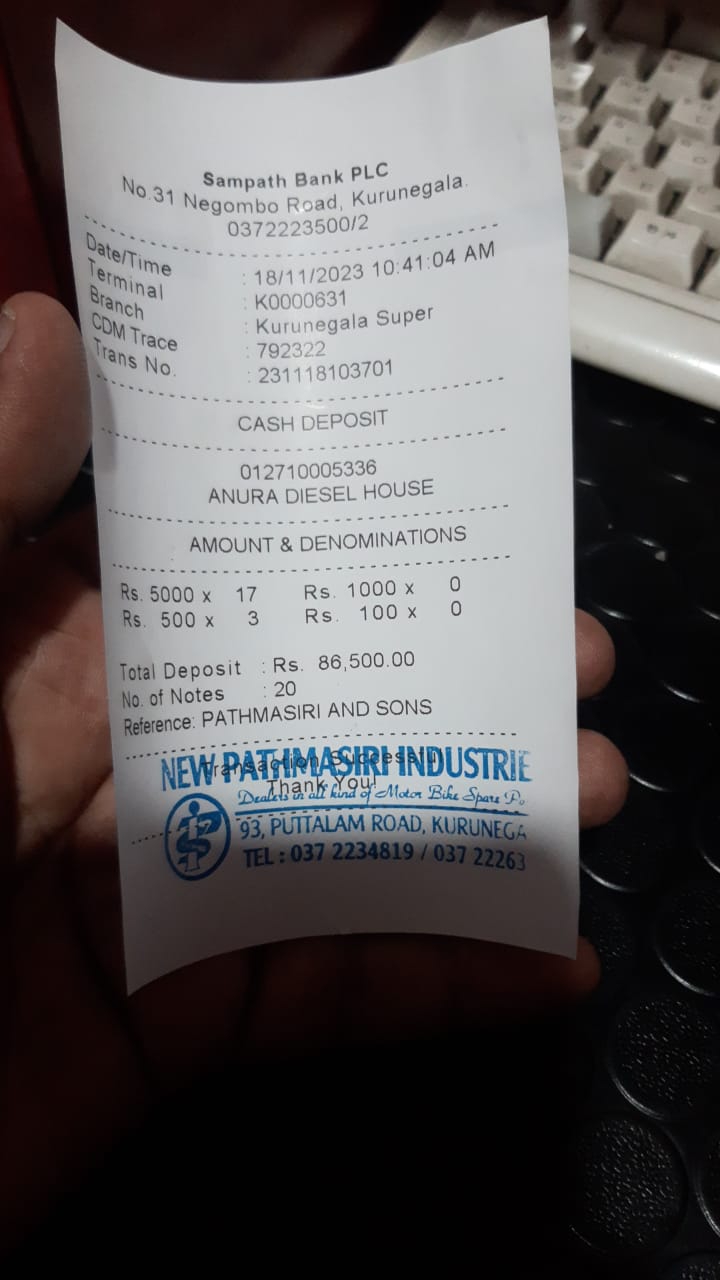 Sampath Bank PLC
No.31 Negombo Road, Kurunegala.
0372223500/2
Date/Time : 18/11/2023 10:41:04 AM
Terminal : K0000631
Branch : Kurunegala Super
CDM Trace : 792322
Trans No. : 231118103701
CASH DEPOSIT
012710005336
ANURA DIESEL HOUSE
AMOUNT & DENOMINATIONS
Rs. 5000 x 17 Rs. 1000 x 0
Rs. 500 x 3 Rs. 100 x 0
Total Deposit : Rs. 86,500.00
No. of Notes : 20
Reference: PATHMASIRI AND SONS
Transaction Successful
NEW PATHMASIRI INDUSTRIE
Thank You!
Dealers in all kind of Motor Bike Spare P
93, PUTTALAM ROAD, KURUNEGA
TEL : 037 2234819 / 037 22263